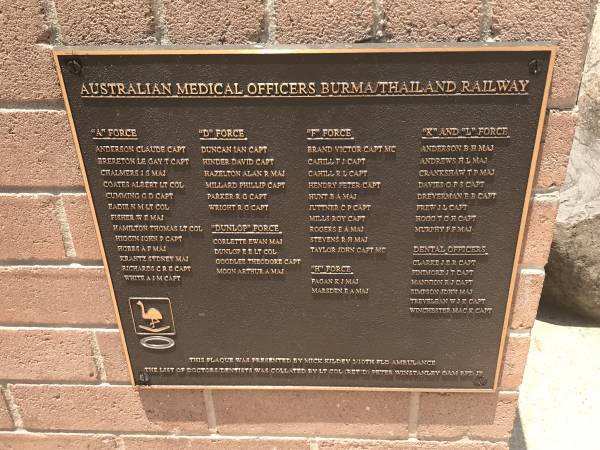 AUSTRALIAN MEDICAL OFFICERS BURMA/THAILAND RAILWAY
"A" FORCE
ANDERSON CLAUDE CAPT
BRERETON LE GAY T CAPT
CHALMERS J S MAJ
COATES ALBERT LT COL
CUMMING G D CAPT
EADIE N M LT COL
FISHER W E MAJ
HAMILTON THOMAS LT COL
HIGGIN JOHN P CAPT
HOBBS A F MAJ
KRANTZ SYDNEY MAJ
RICHARDS C R B CAPT
WHITE A J M CAPT
"D" FORCE
DUNCAN IAN CAPT
HINDER DAVID CAPT
HAZELTON ALAN R MAJ
MILLARD PHILLIP CAPT
PARKER R G CAPT
WRIGHT R G CAPT
"DUNLOP" FORCE
CORLETTE EWAN MAJ
DUNLOP E E LT COL
GODDLEE THEODORE CAPT
MOON ARTHUR A MAJ
"F" FORCE
BRAND VICTOR CAPT MC
CAHILL F J CAPT
CAHILL R L CAPT
HENDRY PETER CAPT
HUNT B A MAJ
JUTTNER C P CAPT
MILLS ROY CAPT
ROGERS E A MAJ
STEVENS R H MAJ
TAYLOR JOHN CAPT MC
"H" FORCE
FAGAN K J MAJ
MARSDEN E A MAJ
"K" AND "L" FORCE
ANDERSON B H MAJ
ANDREWS H L MAJ
CRANKSHAW T P MAJ
DAVIES G F S CAPT
DREVERMAN E B CAPT
FREW J L CAPT
HOGG T G H CAPT
MURPHY F P MAJ
DENTAL OFFICERS
CLARKE J E R CAPT
FINIMORE J T CAPT
MANNION R J CAPT
SIMPSON JOHN MAJ
TREVELEAN W J E CAPT
WINCHESTER MAC K CAPT
THIS PLAQUE WAS PRESENTED BY MICK KILDEY 2/10TH FLD AMBULANCE
THE LIST OF DOCTORS/DENTISTS WAS COLLATED BY LT COL (RET'D) PETER WINSTANLEY OAM RFD JP